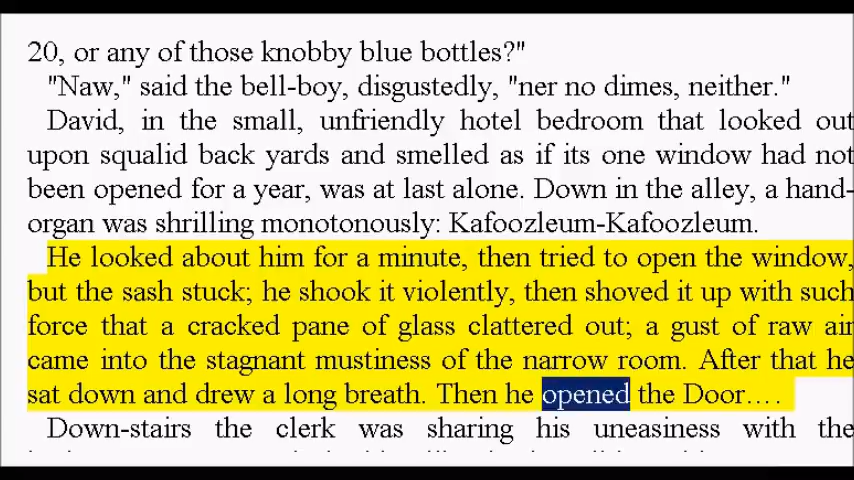 20, or any of those knobby blue bottles?"
"Naw," said the bell-boy, disgustedly, "ner no dimes, neither."
David, in the small, unfriendly hotel bedroom that looked out
upon squalid back yards and smelled as if its one window had not
been opened for a year, was at last alone. Down in the alley, a hand-
organ was shrilling monotonously: Kafoozleum-Kafoozleum.
He looked about him for a minute, then tried to open the window,
but the sash stuck; he shook it violently, then shoved it up with such
force that a cracked pane of glass clattered out; a gust of raw air
came into the stagnant mustiness of the narrow room. After that he
sat down and drew a long breath. Then he opened the Door....
Down-stairs the clerk was sharing his uneasiness with the